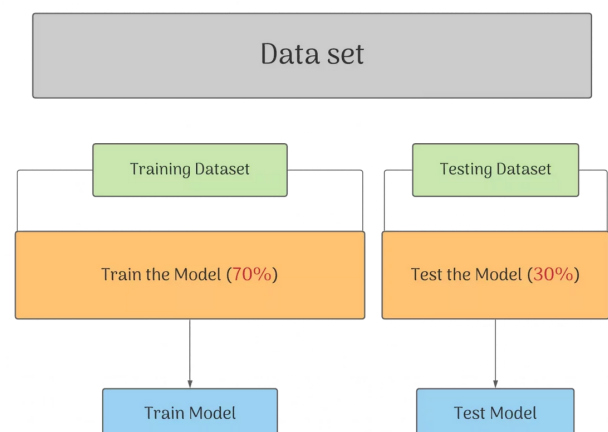 Data set
Training Dataset
Testing Dataset
Train the Model (70%)
Test the Model (30%)
Train Model
Test Model